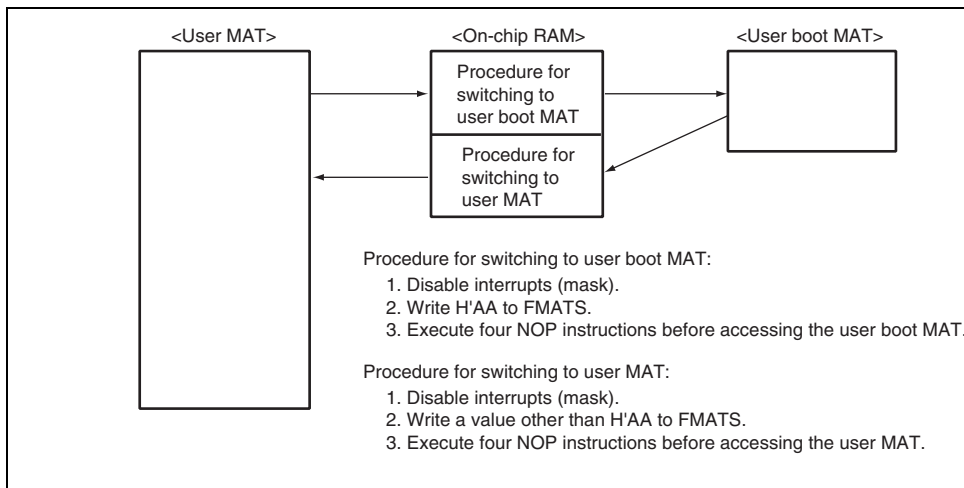 <User MAT>
<On-chip RAM>
<User boot MAT>
Procedure for
switching to
user boot MAT
Procedure for
switching to
user MAT
Procedure for switching to user boot MAT:
1. Disable interrupts (mask).
2. Write H'AA to FMATS.
3. Execute four NOP instructions before accessing the user boot MAT.
Procedure for switching to user MAT:
1. Disable interrupts (mask).
2. Write a value other than H'AA to FMATS.
3. Execute four NOP instructions before accessing the user MAT.